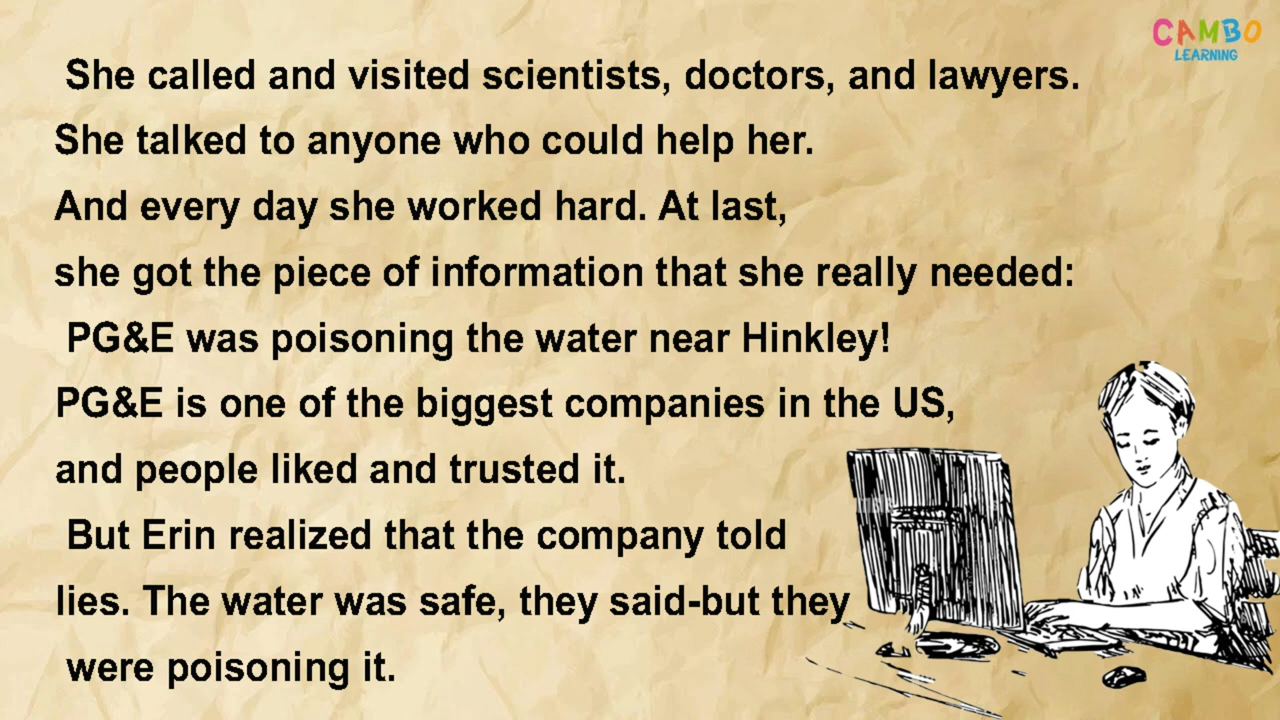 CAMBO
LEARNING
She called and visited scientists, doctors, and lawyers.
She talked to anyone who could help her.
And every day she worked hard. At last,
she got the piece of information that she really needed:
PG&E was poisoning the water near Hinkley!
PG&E is one of the biggest companies in the US,
and people liked and trusted it.
But Erin realized that the company told
lies. The water was safe, they said-but they
were poisoning it.